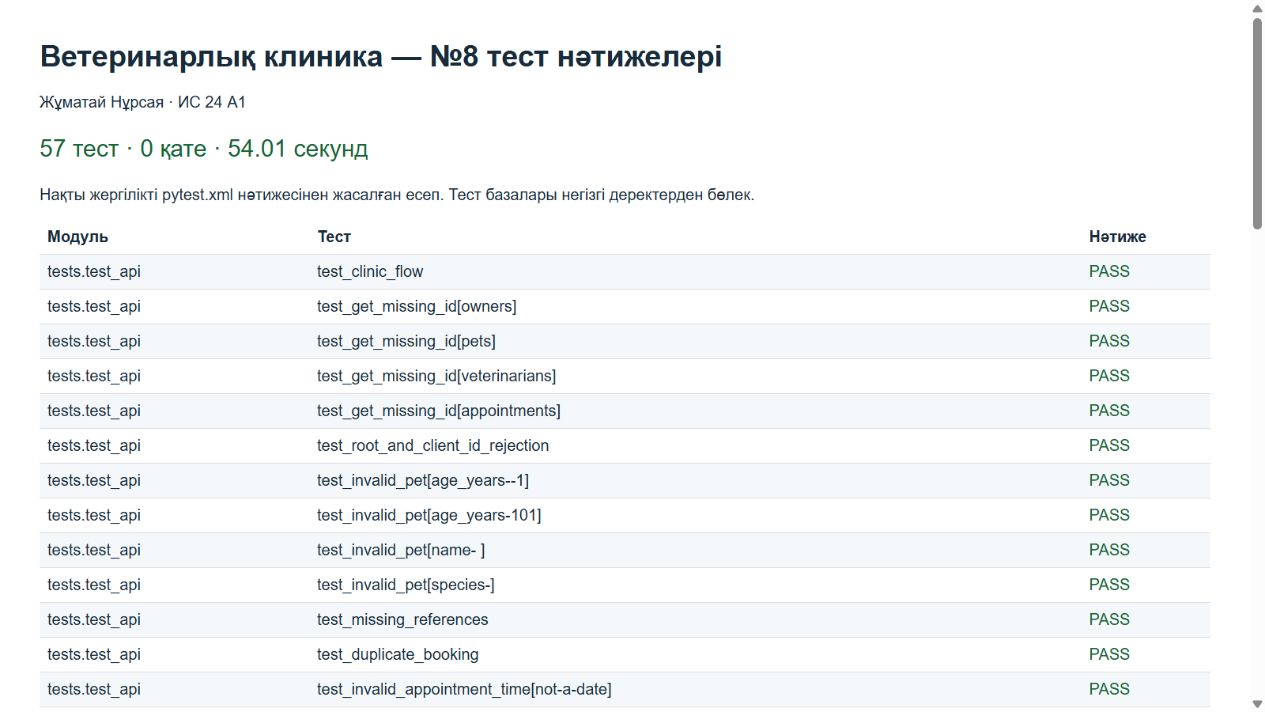 Ветеринарлық клиника — №8 тест нәтижелері
Жұматай Нұрсая · ИС 24 А1
57 тест · 0 қате · 54.01 секунд
Нақты жергілікті pytest.xml нәтижесінен жасалған есеп. Тест базалары негізгі деректерден бөлек.
Модуль Тест Нәтиже
tests.test_api test_clinic_flow PASS
tests.test_api test_get_missing_id[owners] PASS
tests.test_api test_get_missing_id[pets] PASS
tests.test_api test_get_missing_id[veterinarians] PASS
tests.test_api test_get_missing_id[appointments] PASS
tests.test_api test_root_and_client_id_rejection PASS
tests.test_api test_invalid_pet[age_years--1] PASS
tests.test_api test_invalid_pet[age_years-101] PASS
tests.test_api test_invalid_pet[name- ] PASS
tests.test_api test_invalid_pet[species-] PASS
tests.test_api test_missing_references PASS
tests.test_api test_duplicate_booking PASS
tests.test_api test_invalid_appointment_time[not-a-date] PASS